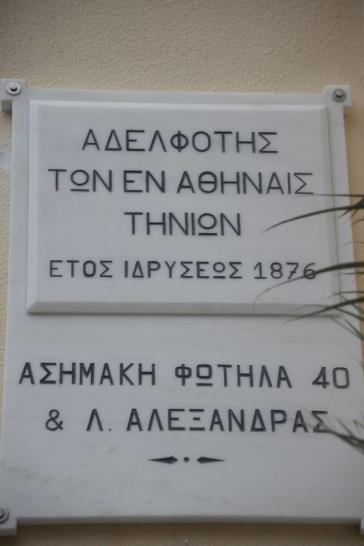 ΑΔΕΛΦΟΤΗΣ
ΤΩΝ ΕΝ ΑΘΗΝΑΙΣ
ΤΗΝΙΩΝ
ΕΤΟΣ ΙΔΡΥΣΕΩΣ 1876
ΑΣΗΜΑΚΗ ΦΩΤΗΛΑ 40
& Λ. ΑΛΕΞΑΝΔΡΑΣ